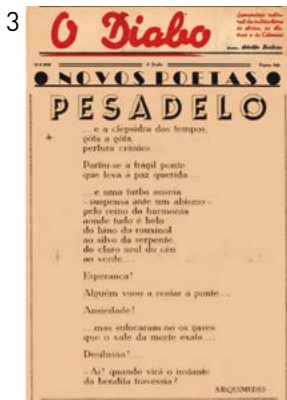 3
O Diabo
O Diabo
NOVOS POETAS
PESADELO
... e a clepsidra dos tempos,
gôta a gôta,
perfura crânios...
Partiu-se a frágil ponte
que leva à paz querida...
... e uma turba anseia
- suspensa ante um abismo -
pelo reino da harmonia
aonde tudo é belo:
do hino do rouxinol
ao silvo da serpente,
do claro azul do céu
ao verde...
Esperança!
Alguém voou a reatar a ponte...
Ansiedade!
...mas sufocaram-no os gases
que o vale da morte exala...
Desilusão!...
- Ai! quando virá o instante
da bendita travessia?
ARQUIMEDES